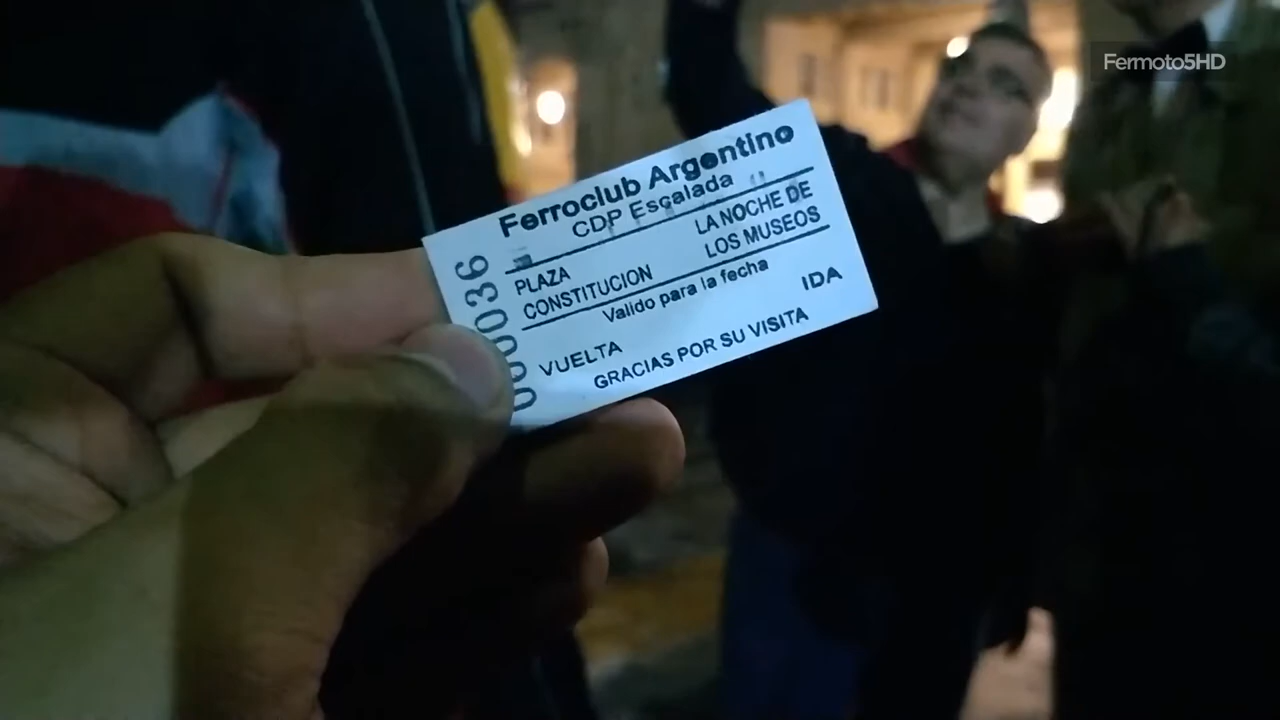 Fermoto5HD
Ferroclub Argentino
CDP Escalada
PLAZA
CONSTITUCION
LA NOCHE DE
LOS MUSEOS
Valido para la fecha
IDA
VUELTA
GRACIAS POR SU VISITA
000036